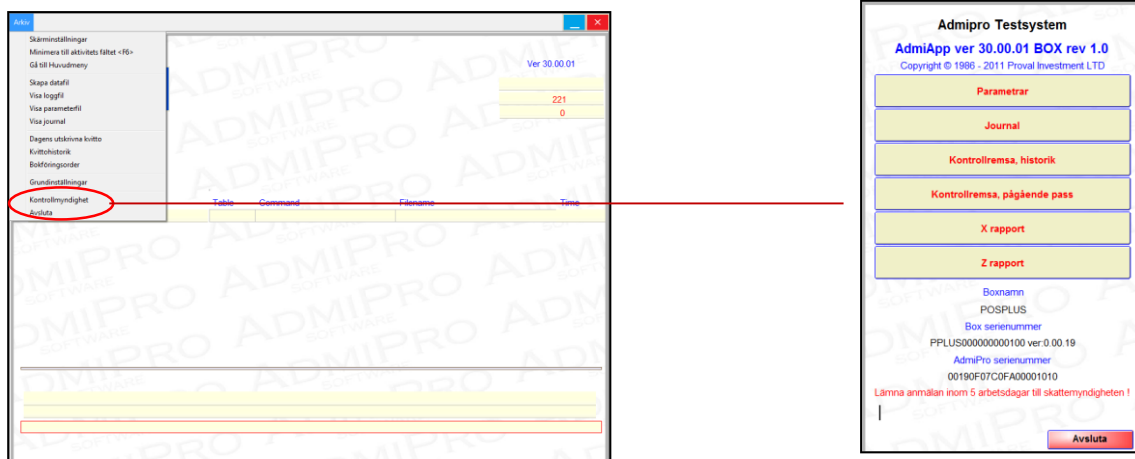 Arkiv
Skärminställningar
Minimera till aktivitets fältet <F6>
Gå till Huvudmeny
Skapa datafil
Visa loggfil
Visa parameterfil
Visa journal
Dagens utskrivna kvitto
Kvittohistorik
Bokföringsorder
Grundinställningar
Kontrollmyndighet
Avsluta
Ver 30.00.01
221
0
Table Command Filename Time
ADMIPRO
SOFTWARE
Admipro Testsystem
AdmiApp ver 30.00.01 BOX rev 1.0
Copyright © 1986 - 2011 Proval Investment LTD
Parametrar
Journal
Kontrollremsa, historik
Kontrollremsa, pågående pass
X rapport
Z rapport
Boxnamn
POSPLUS
Box serienummer
PPLUS000000000100 ver:0.00.19
AdmiPro serienummer
00190F07C0FA00001010
Lämna anmälan inom 5 arbetsdagar till skattemyndigheten !
Avsluta